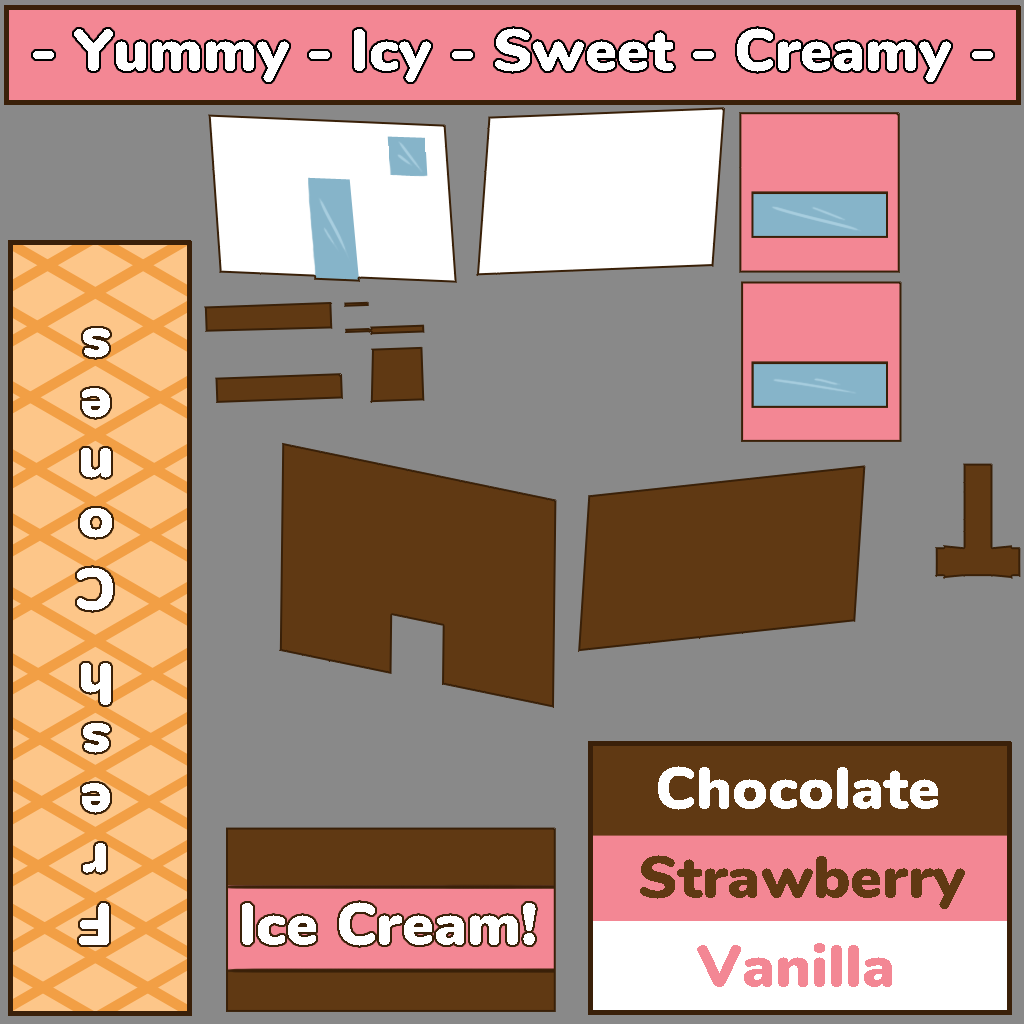 - Yummy - Icy - Sweet - Creamy -
Fresh Cones
Ice Cream!
Chocolate
Strawberry
Vanilla